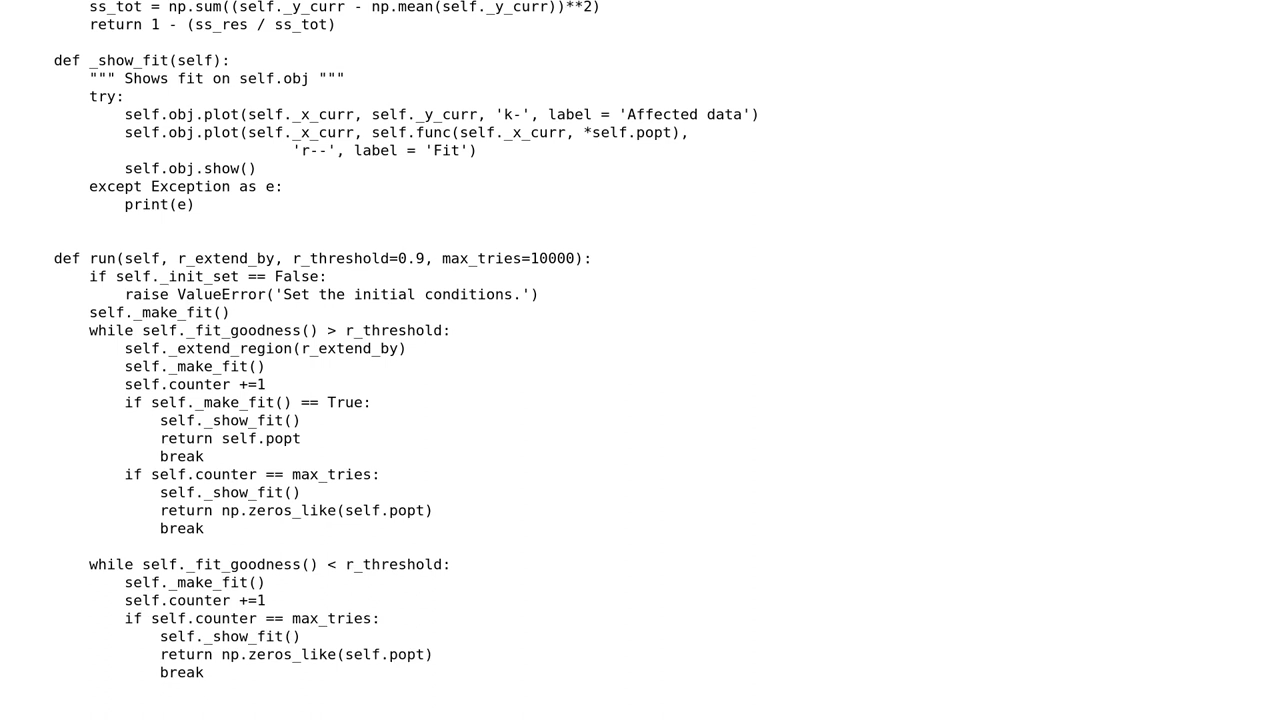 ss_tot = np.sum((self._y_curr - np.mean(self._y_curr))**2)
return 1 - (ss_res / ss_tot)
def _show_fit(self):
""" Shows fit on self.obj """
try:
self.obj.plot(self._x_curr, self._y_curr, 'k-', label = 'Affected data')
self.obj.plot(self._x_curr, self.func(self._x_curr, *self.popt),
'r--', label = 'Fit')
self.obj.show()
except Exception as e:
print(e)
def run(self, r_extend_by, r_threshold=0.9, max_tries=10000):
if self._init_set == False:
raise ValueError('Set the initial conditions.')
self._make_fit()
while self._fit_goodness() > r_threshold:
self._extend_region(r_extend_by)
self._make_fit()
self.counter +=1
if self._make_fit() == True:
self._show_fit()
return self.popt
break
if self.counter == max_tries:
self._show_fit()
return np.zeros_like(self.popt)
break
while self._fit_goodness() < r_threshold:
self._make_fit()
self.counter +=1
if self.counter == max_tries:
self._show_fit()
return np.zeros_like(self.popt)
break